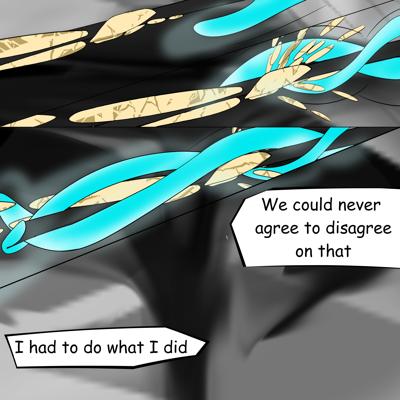 We could never
agree to disagree
on that
I had to do what I did